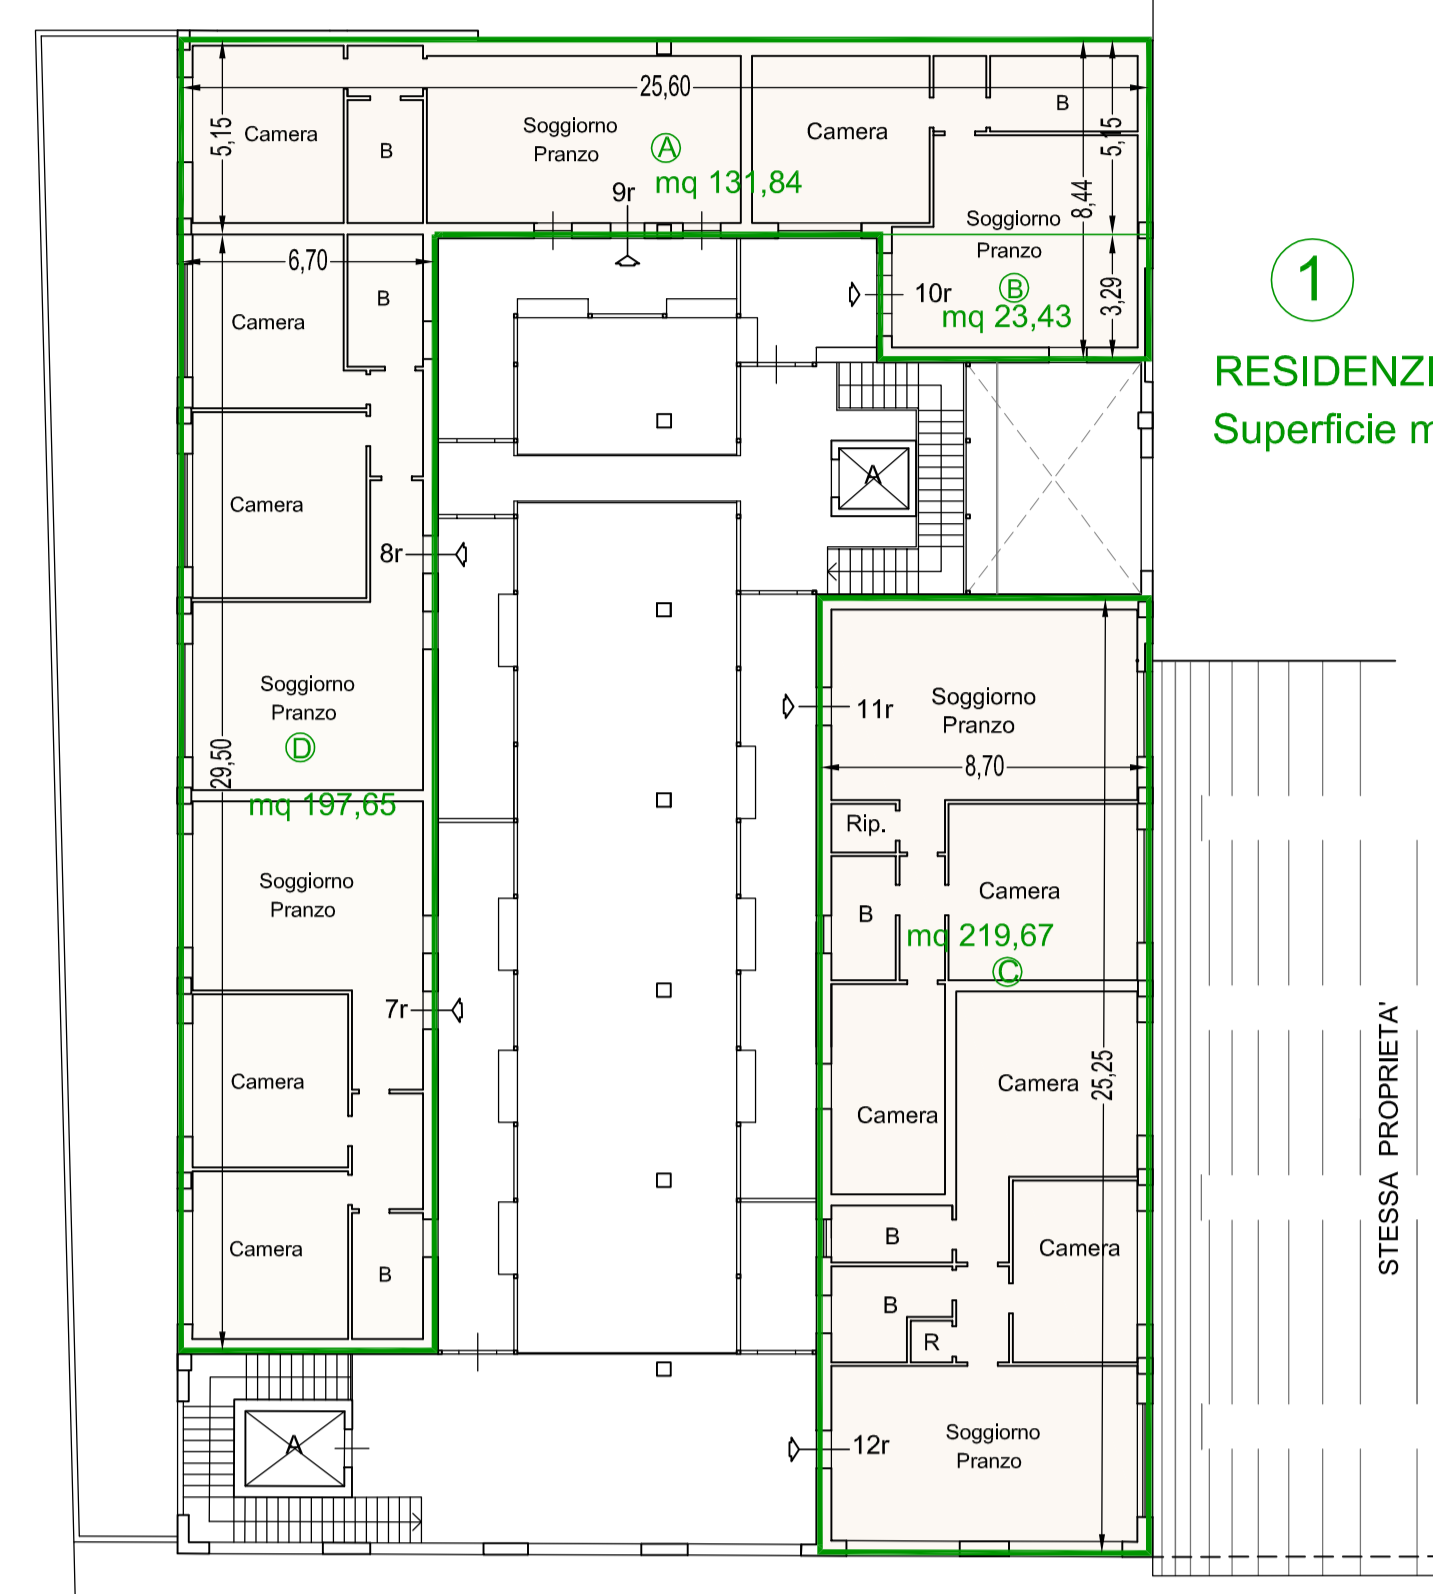 25,60
5,15
Camera
B
Soggiorno
Pranzo
A
mq 131,84
9r
Camera
B
5,15
8,44
Soggiorno
Pranzo
B
mq 23,43
3,29
10r
1
RESIDENZI
Superficie m
6,70
B
Camera
Camera
A
8r
Soggiorno
Pranzo
D
29,50
mq 197,65
11r
Soggiorno
Pranzo
8,70
Rip.
Soggiorno
Pranzo
B
Camera
mq 219,67
C
7r
Camera
Camera
25,25
Camera
STESSA PROPRIETA'
Camera
B
B
Camera
B
R
A
12r
Soggiorno
Pranzo